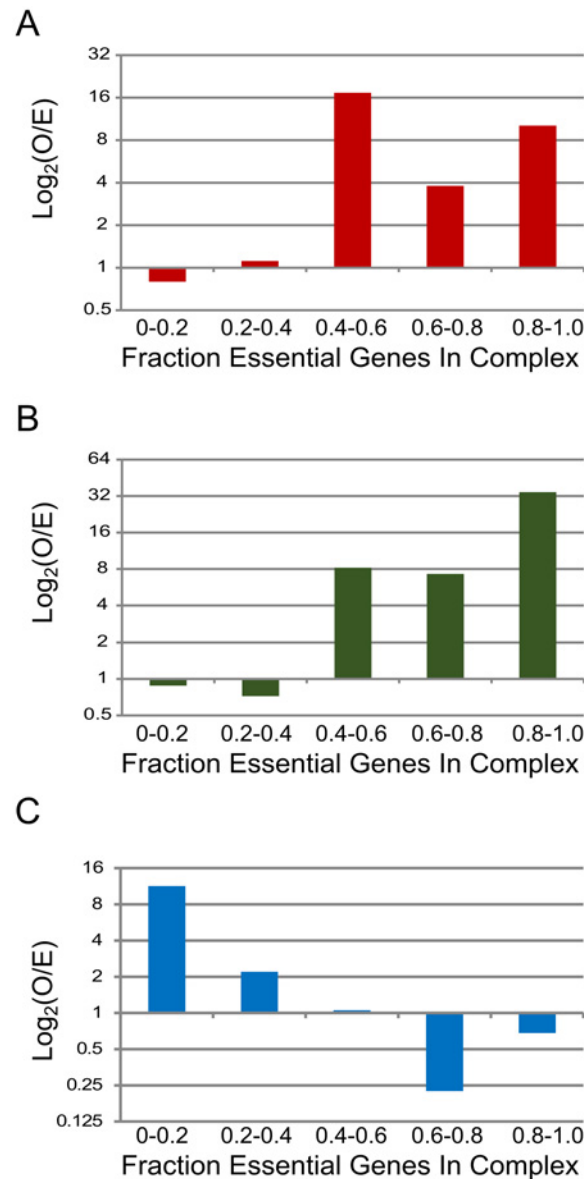 A
Log₂(O/E)
32
16
8
4
2
1
0.5
0-0.2 0.2-0.4 0.4-0.6 0.6-0.8 0.8-1.0
Fraction Essential Genes In Complex
B
Log₂(O/E)
64
32
16
8
4
2
1
0.5
0-0.2 0.2-0.4 0.4-0.6 0.6-0.8 0.8-1.0
Fraction Essential Genes In Complex
C
Log₂(O/E)
16
8
4
2
1
0.5
0.25
0.125
0-0.2 0.2-0.4 0.4-0.6 0.6-0.8 0.8-1.0
Fraction Essential Genes In Complex